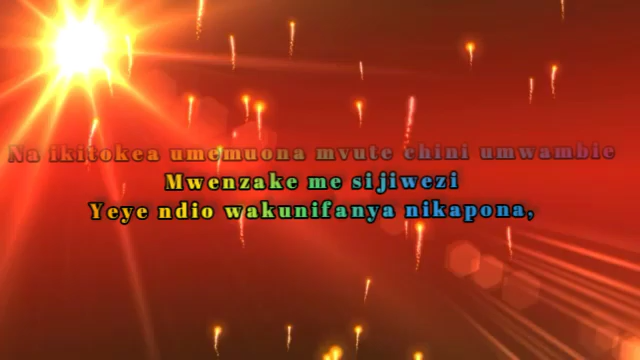 Na ikitokea umemuona mvute chini umwambie
Mwenzake me sijiwezi
Yeye ndio wakunifanya nikapona,